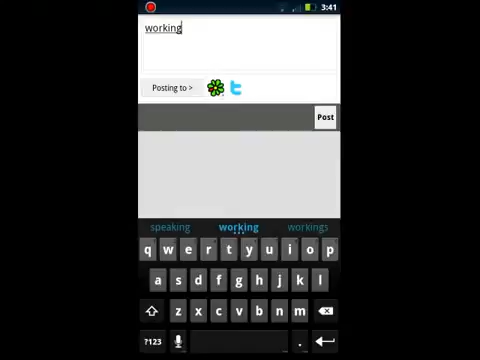 3:41
working
Posting to >
Post
speaking working workings
q w e r t y u i o p
a s d f g h j k l
z x c v b n m
?123 .